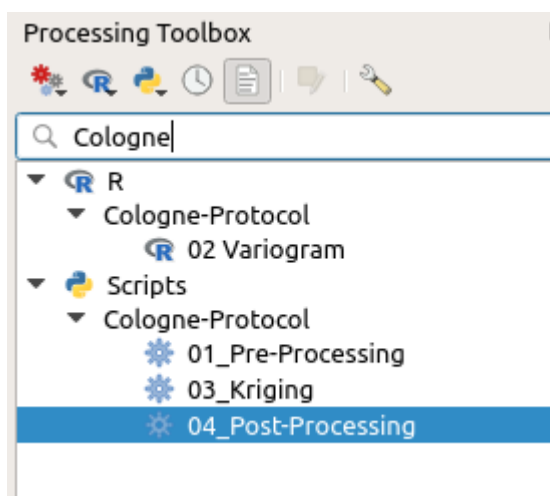 Processing Toolbox
Cologne
R
Cologne-Protocol
02 Variogram
Scripts
Cologne-Protocol
01_Pre-Processing
03_Kriging
04_Post-Processing